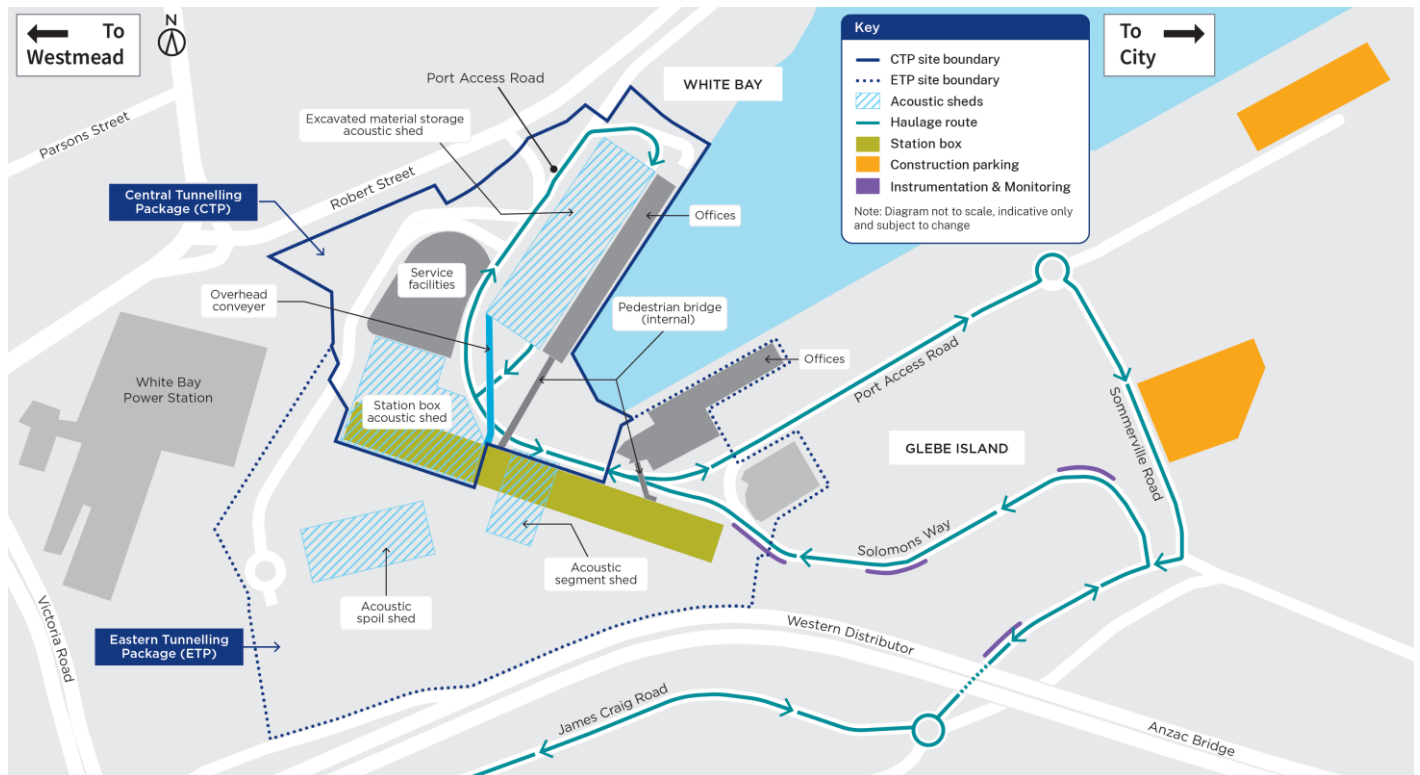 To
Westmead
N
Port Access Road
WHITE BAY
Key
CTP site boundary
ETP site boundary
Acoustic sheds
Haulage route
Station box
Construction parking
Instrumentation & Monitoring
Note: Diagram not to scale, indicative only
and subject to change
To
City
Parsons Street
Excavated material storage
acoustic shed
Robert Street
Central Tunnelling
Package (CTP)
Offices
Service
facilities
Overhead
conveyer
Pedestrian bridge
(internal)
Offices
Port Access Road
White Bay
Power Station
Station box
acoustic shed
Sommerville Road
GLEBE ISLAND
Solomons Way
Acoustic
segment shed
Acoustic
spoil shed
Victoria Road
Eastern Tunnelling
Package (ETP)
Western Distributor
James Craig Road
Anzac Bridge